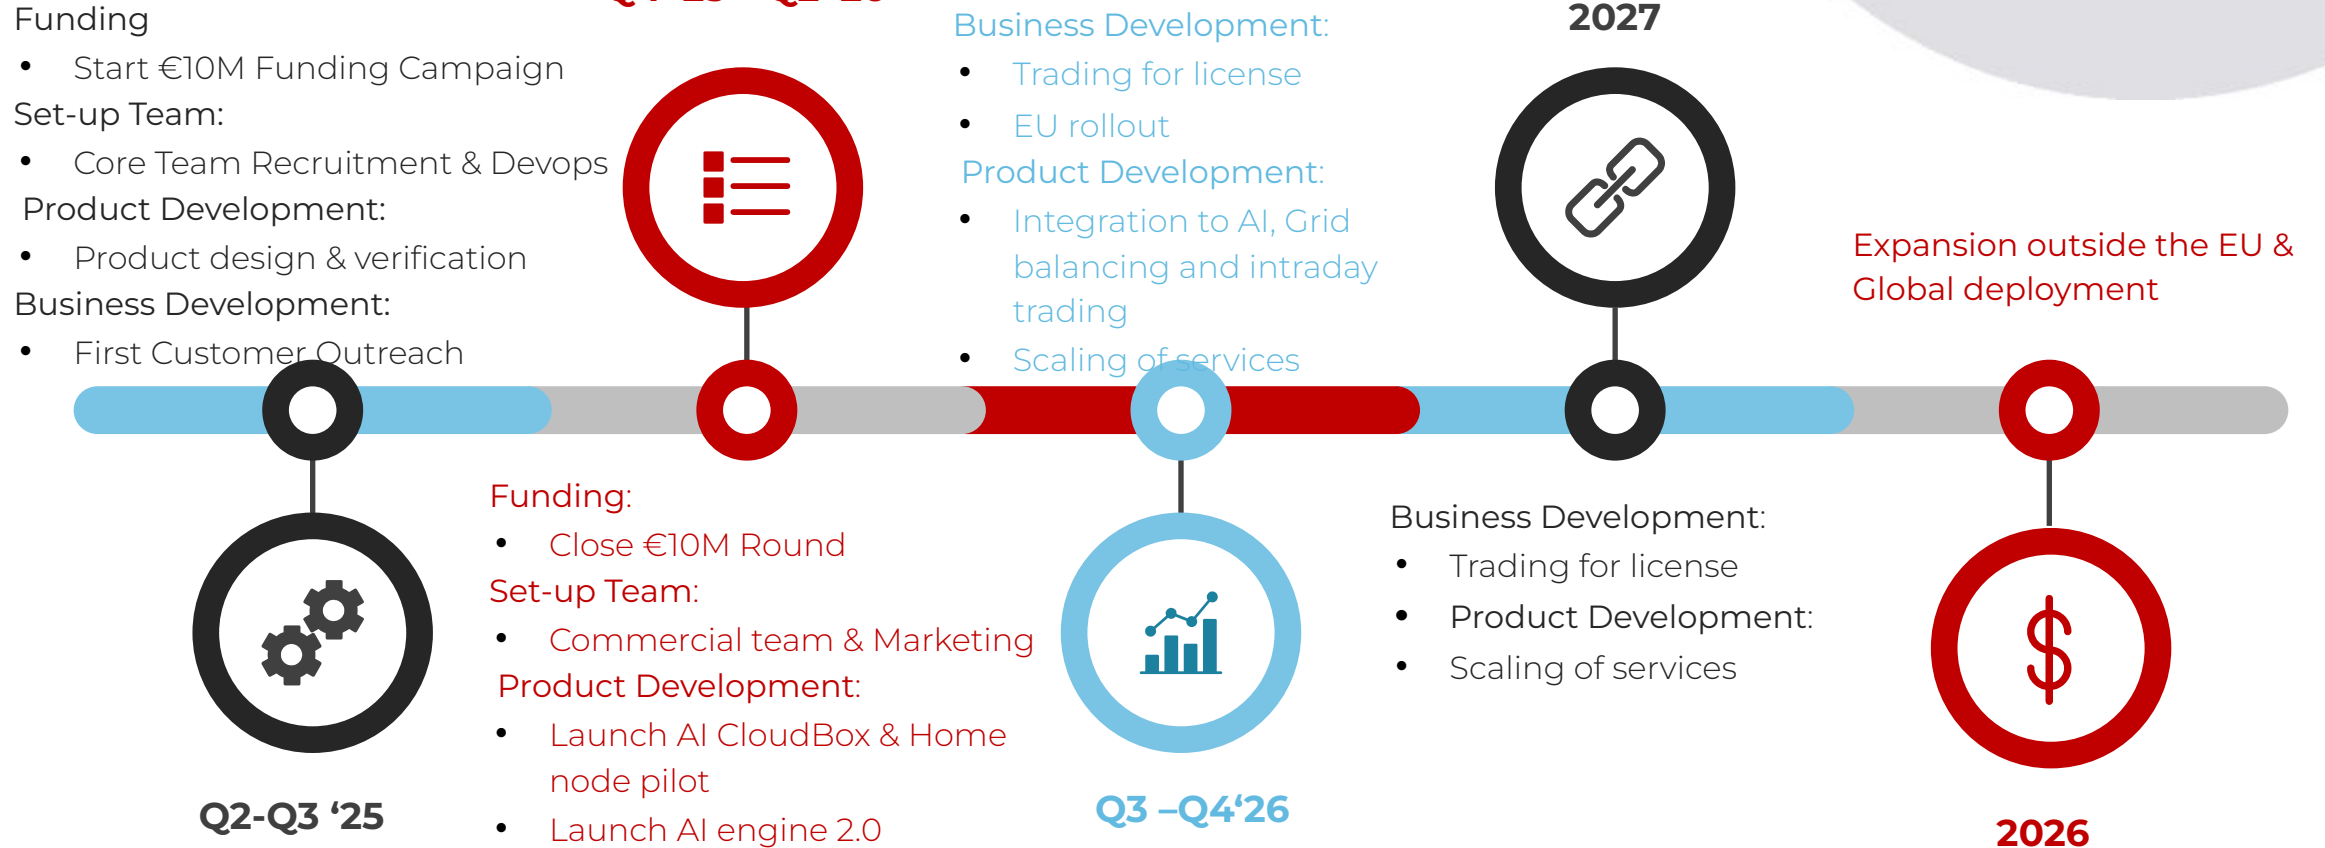 Funding
• Start €10M Funding Campaign
Set-up Team:
• Core Team Recruitment & Devops
Product Development:
• Product design & verification
Business Development:
• First Customer Outreach
Q2-Q3 ‘25
Funding:
• Close €10M Round
Set-up Team:
• Commercial team & Marketing
Product Development:
• Launch AI CloudBox & Home
node pilot
• Launch AI engine 2.0
Business Development:
• Trading for license
• EU rollout
Product Development:
• Integration to AI, Grid
balancing and intraday
trading
• Scaling of services
Q3 –Q4‘26
2027
Business Development:
• Trading for license
• Product Development:
• Scaling of services
Expansion outside the EU &
Global deployment
2026